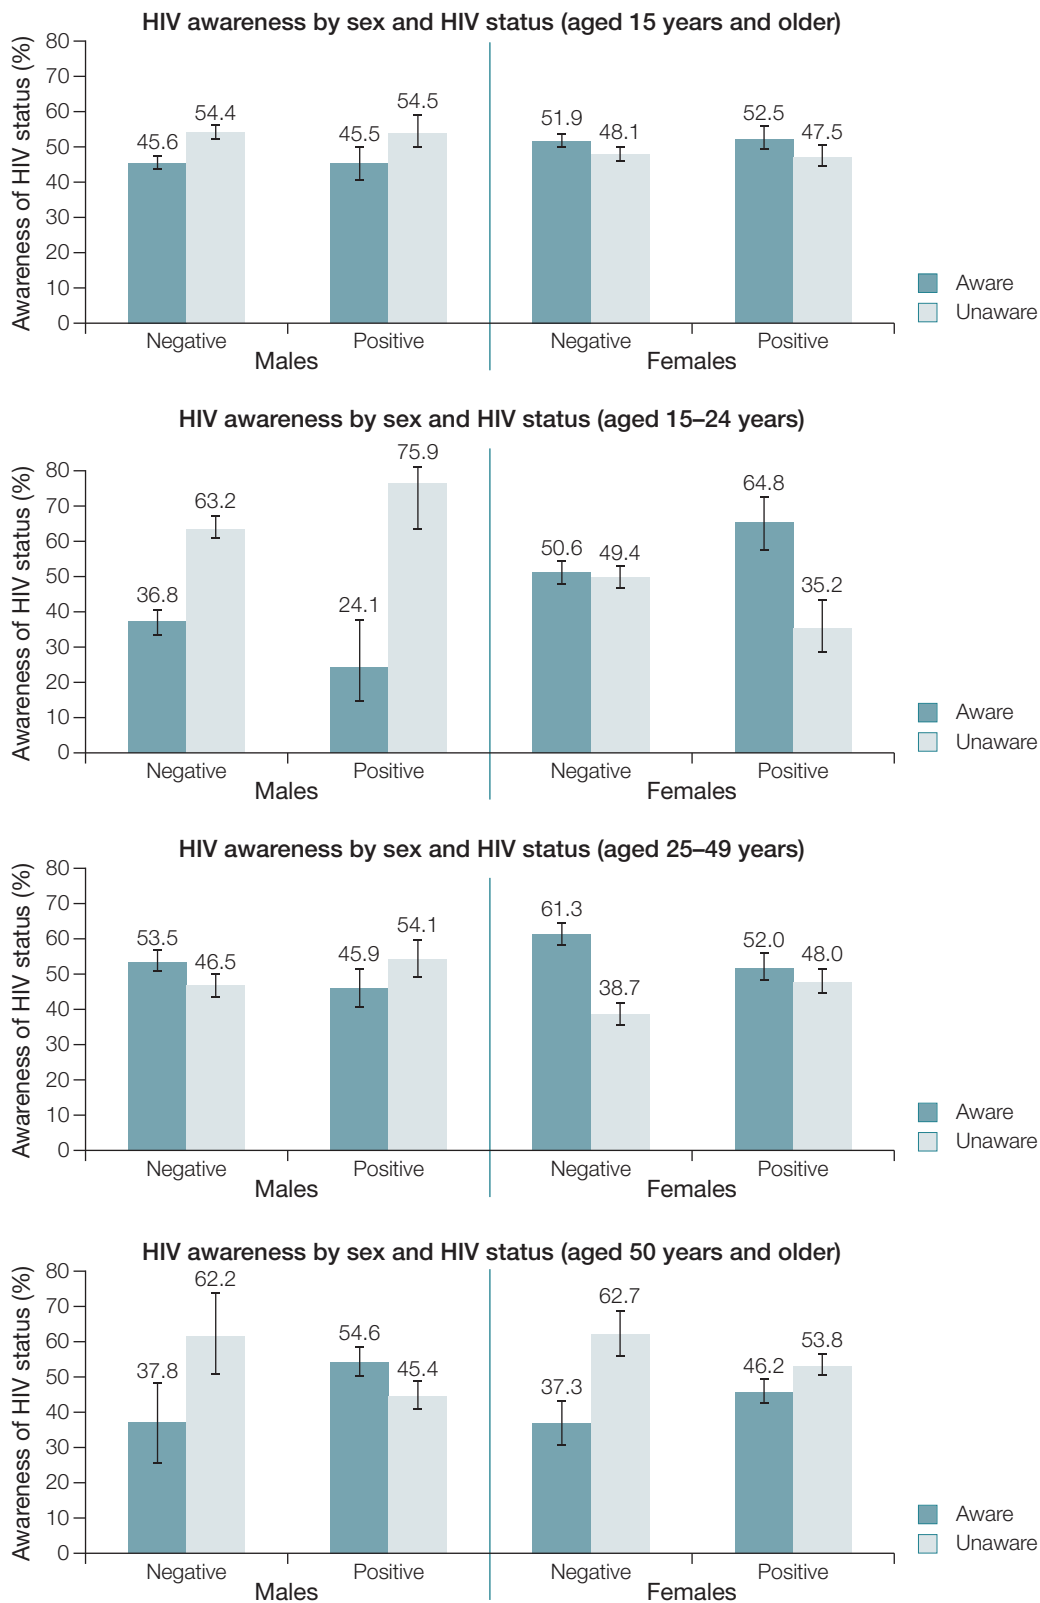 HIV awareness by sex and HIV status (aged 15 years and older)
Awareness of HIV status (%)
80
70
60
50
40
30
20
10
0
45.6
54.4
45.5
54.5
51.9
48.1
52.5
47.5
Negative
Positive
Negative
Positive
Males
Females
Aware
Unaware
HIV awareness by sex and HIV status (aged 15–24 years)
Awareness of HIV status (%)
80
70
60
50
40
30
20
10
0
36.8
63.2
24.1
75.9
50.6
49.4
64.8
35.2
Negative
Positive
Negative
Positive
Males
Females
Aware
Unaware
HIV awareness by sex and HIV status (aged 25–49 years)
Awareness of HIV status (%)
80
70
60
50
40
30
20
10
0
53.5
46.5
45.9
54.1
61.3
38.7
52.0
48.0
Negative
Positive
Negative
Positive
Males
Females
Aware
Unaware
HIV awareness by sex and HIV status (aged 50 years and older)
Awareness of HIV status (%)
80
70
60
50
40
30
20
10
0
37.8
62.2
54.6
45.4
37.3
62.7
46.2
53.8
Negative
Positive
Negative
Positive
Males
Females
Aware
Unaware